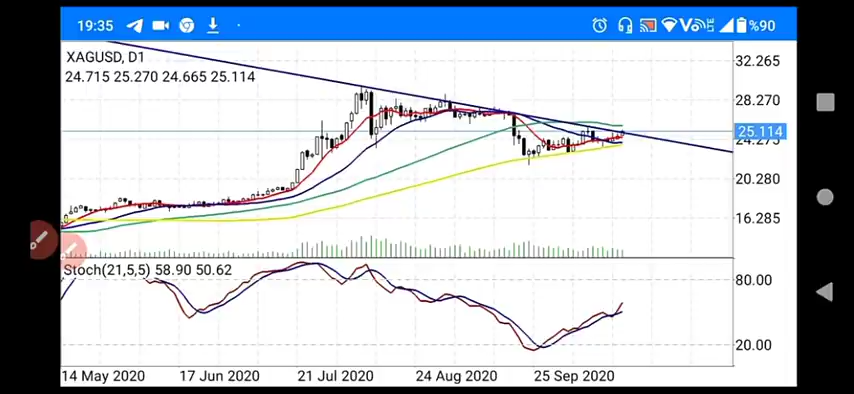 19:35 %90
XAGUSD, D1
24.715 25.270 24.665 25.114
32.265
28.270
25.114
24.275
20.280
16.285
Stoch(21,5,5) 58.90 50.62
80.00
20.00
14 May 2020 17 Jun 2020 21 Jul 2020 24 Aug 2020 25 Sep 2020